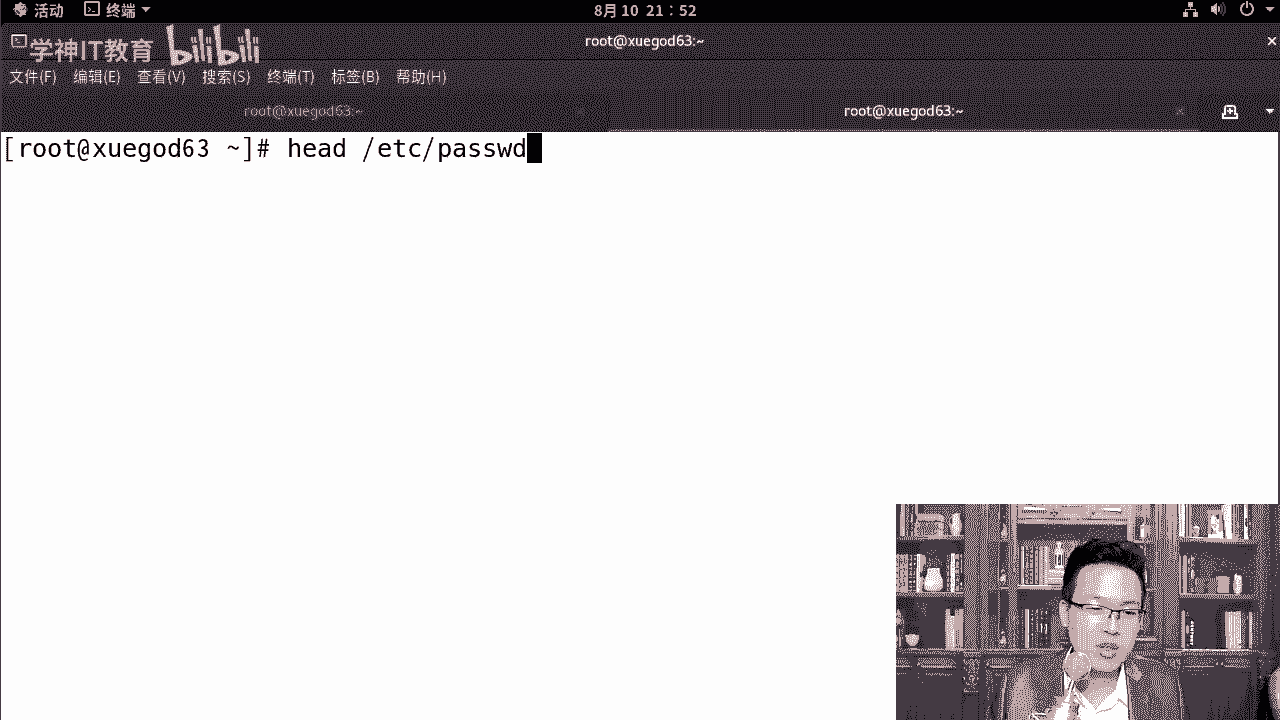 活动 终端 8月10 21：52
学神IT教育 bilibili
root@xuegod63:~
文件(F) 编辑(E) 查看(V) 搜索(S) 终端(T) 标签(B) 帮助(H)
root@xuegod63:~ root@xuegod63:~
[root@xuegod63 ~]# head /etc/passwd